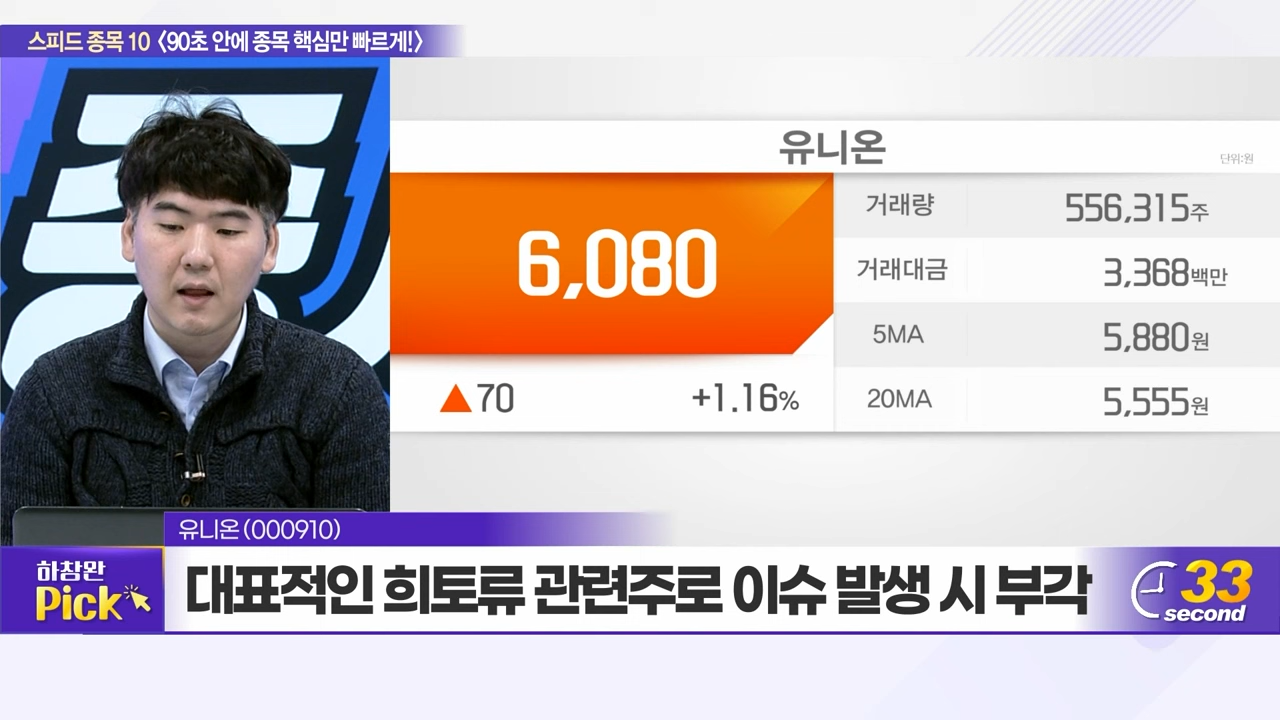 스피드 종목 10 〈90초 안에 종목 핵심만 빠르게!〉
유니온
단위:원
6,080
▲70 +1.16%
거래량 556,315주
거래대금 3,368백만
5MA 5,880원
20MA 5,555원
유니온(000910)
하창완
Pick
대표적인 희토류 관련주로 이슈 발생 시 부각
33
second